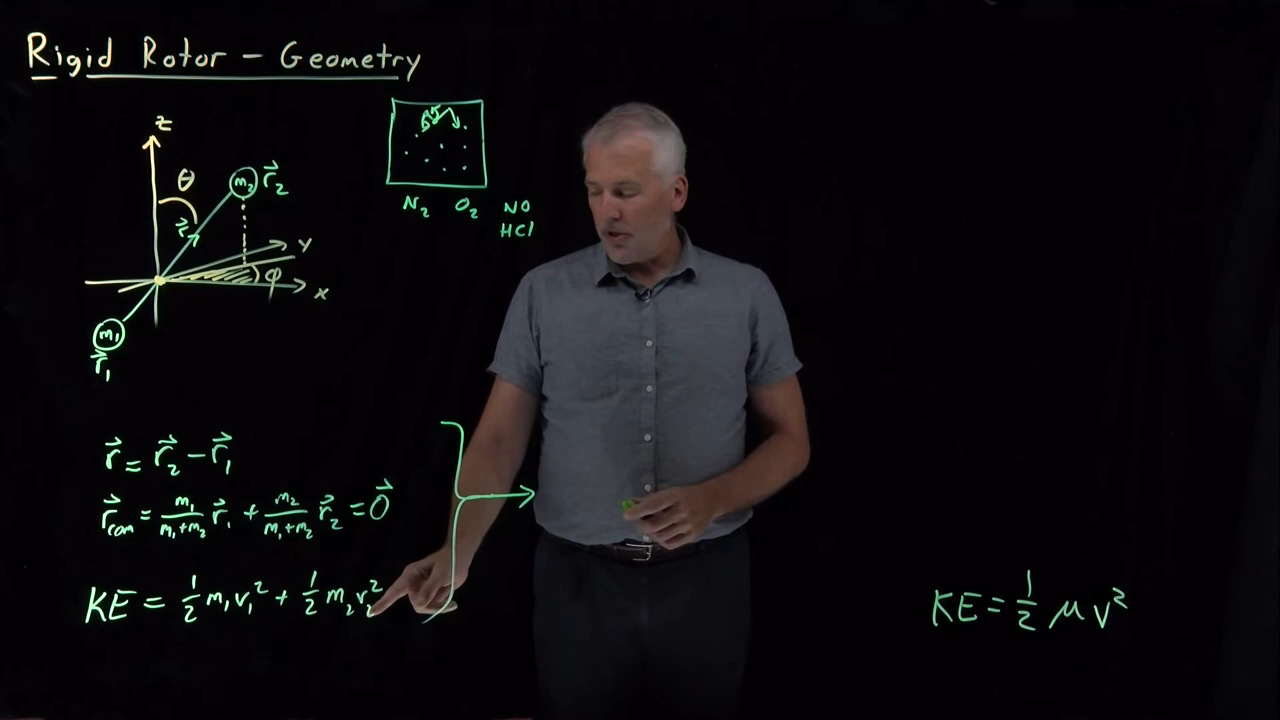 Rigid Rotor – Geometry
z
θ
m₂ r⃗₂
r⃗
y
φ
x
m₁
r⃗₁
N₂ O₂ NO
HCl
r⃗ = r⃗₂ − r⃗₁
r⃗com = m₁/(m₁+m₂) r⃗₁ + m₂/(m₁+m₂) r⃗₂ = 0⃗
KE = 1/2 m₁v₁² + 1/2 m₂v₂²
KE = 1/2 μv²